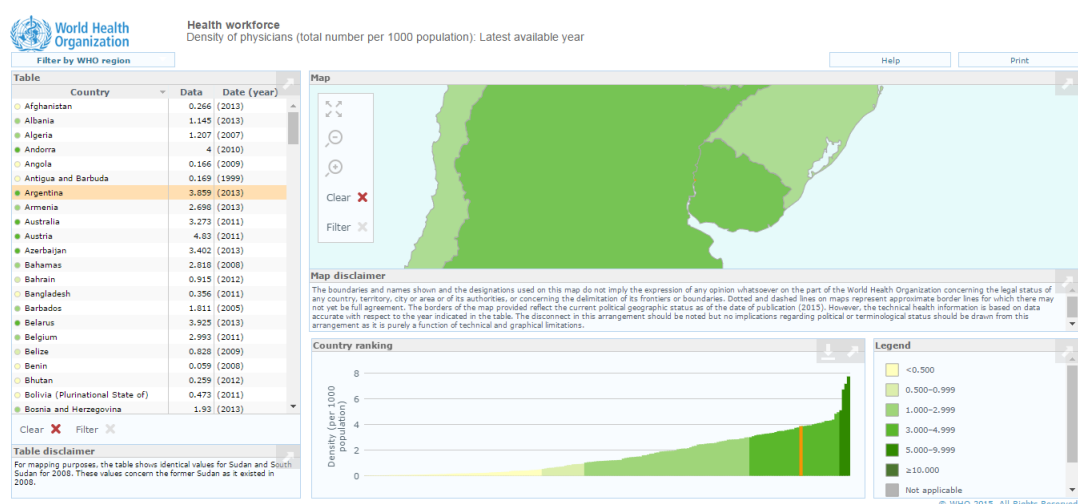 World Health
Organization
Health workforce
Density of physicians (total number per 1000 population): Latest available year
Filter by WHO region
Help
Print
Table
Country Data Date (year)
Afghanistan 0.266 (2013)
Albania 1.145 (2013)
Algeria 1.207 (2007)
Andorra 4 (2010)
Angola 0.166 (2009)
Antigua and Barbuda 0.169 (1999)
Argentina 3.859 (2013)
Armenia 2.698 (2013)
Australia 3.273 (2011)
Austria 4.83 (2011)
Azerbaijan 3.402 (2013)
Bahamas 2.818 (2008)
Bahrain 0.915 (2012)
Bangladesh 0.356 (2011)
Barbados 1.811 (2005)
Belarus 3.925 (2013)
Belgium 2.993 (2011)
Belize 0.828 (2009)
Benin 0.059 (2008)
Bhutan 0.259 (2012)
Bolivia (Plurinational State of) 0.473 (2011)
Bosnia and Herzegovina 1.93 (2013)
Clear Filter
Table disclaimer
For mapping purposes, the table shows identical values for Sudan and South
Sudan for 2008. These values concern the former Sudan as it existed in
2008.
Map
Clear
Filter
Map disclaimer
The boundaries and names shown and the designations used on this map do not imply the expression of any opinion whatsoever on the part of the World Health Organization concerning the legal status of
any country, territory, city or area or of its authorities, or concerning the delimitation of its frontiers or boundaries. Dotted and dashed lines on maps represent approximate border lines for which there may
not yet be full agreement. The borders of the map provided reflect the current political geographic status as of the date of publication (2015). However, the technical health information is based on data
accurate with respect to the year indicated in the table. The disconnect in this arrangement should be noted but no implications regarding political or terminological status should be drawn from this
arrangement as it is purely a function of technical and graphical limitations.
Country ranking
Density (per 1000
population)
8
6
4
2
0
Legend
<0.500
0.500–0.999
1.000–2.999
3.000–4.999
5.000–9.999
≥10.000
Not applicable
© WHO 2015. All Rights Reserved